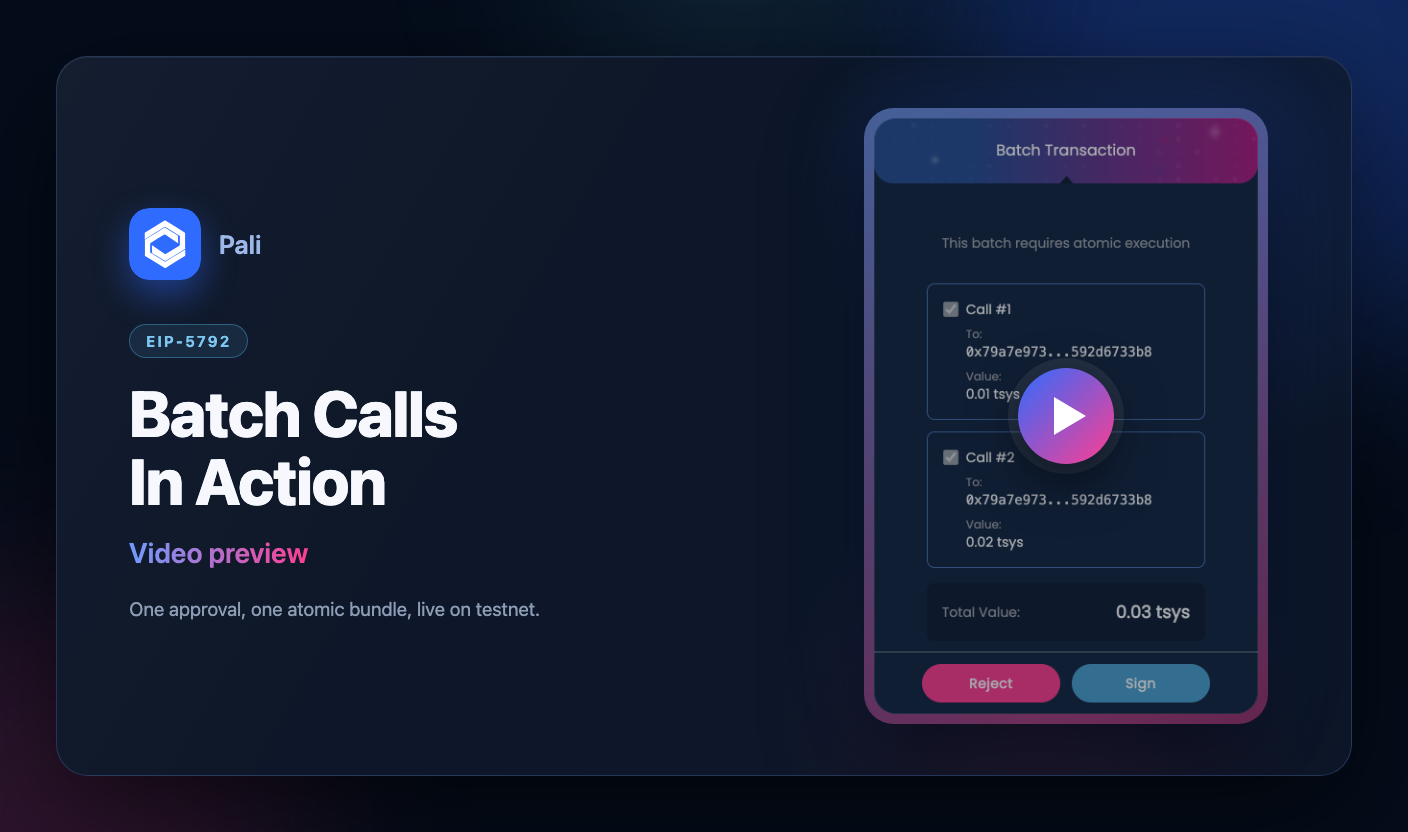 Pali
EIP-5792
Batch Calls
In Action
Video preview
One approval, one atomic bundle, live on testnet.
Batch Transaction
This batch requires atomic execution
Call #1
To:
0x79a7e973...592d6733b8
Value:
0.01 tsys
Call #2
To:
0x79a7e973...592d6733b8
Value:
0.02 tsys
Total Value:
0.03 tsys
Reject
Sign